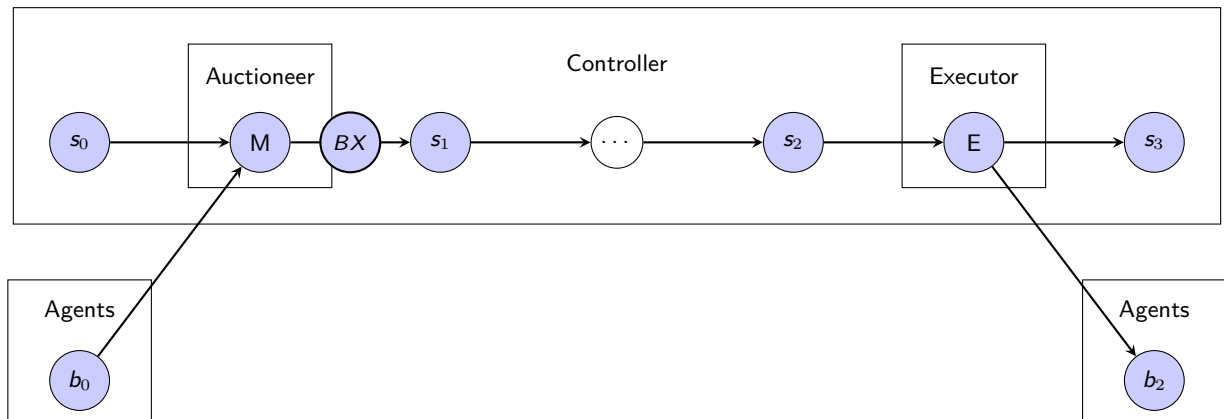 Controller
Auctioneer
Executor
s₀
M
BX
s₁
...
s₂
E
s₃
Agents
Agents
b₀
b₂